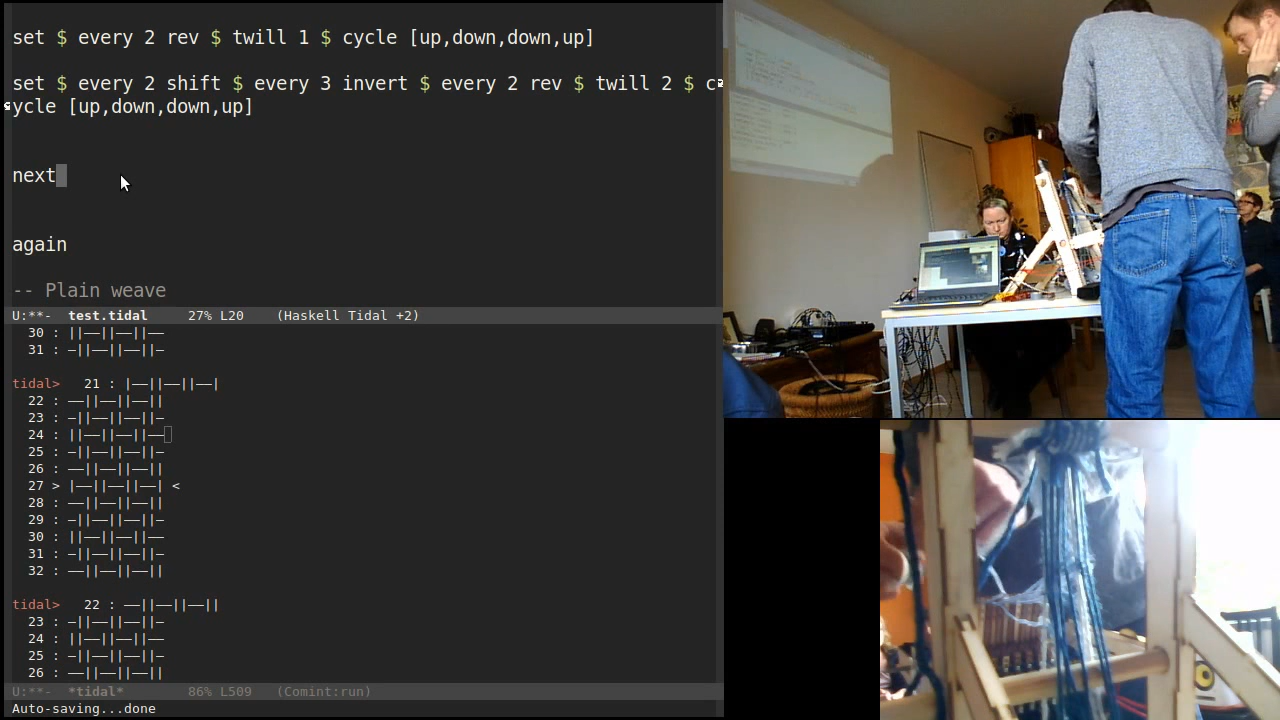 set $ every 2 rev $ twill 1 $ cycle [up,down,down,up]
set $ every 2 shift $ every 3 invert $ every 2 rev $ twill 2 $ c
ycle [up,down,down,up]
next
again
-- Plain weave
U:**-  test.tidal     27% L20    (Haskell Tidal +2)
30 : ||——||——||——
31 : —||——||——||—
tidal>   21 : |——||——||——|
22 : ——||——||——||
23 : —||——||——||—
24 : ||——||——||——
25 : —||——||——||—
26 : ——||——||——||
27 > |——||——||——| <
28 : ——||——||——||
29 : —||——||——||—
30 : ||——||——||——
31 : —||——||——||—
32 : ——||——||——||
tidal>   22 : ——||——||——||
23 : —||——||——||—
24 : ||——||——||——
25 : —||——||——||—
26 : ——||——||——||
U:**-  *tidal*        86% L509   (Comint:run)
Auto-saving...done